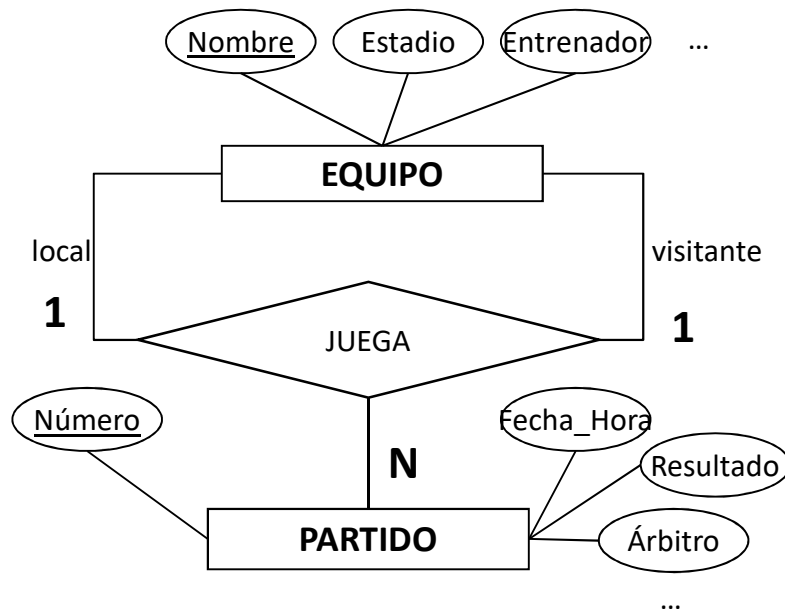 Nombre
Estadio
Entrenador
...
EQUIPO
local
visitante
1
1
JUEGA
Número
Fecha_Hora
N
Resultado
PARTIDO
Árbitro
...